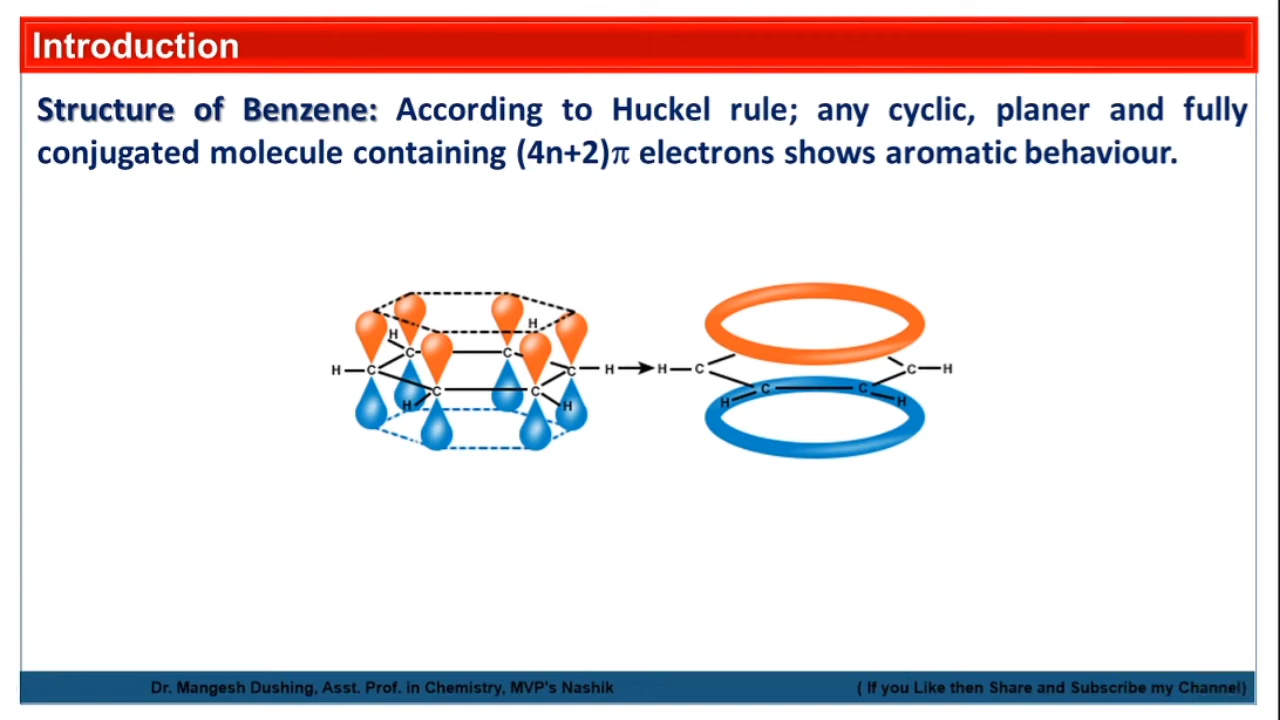 Introduction
Structure of Benzene: According to Huckel rule; any cyclic, planer and fully
conjugated molecule containing (4n+2)π electrons shows aromatic behaviour.
H H
H C C C H H C C H
H C C H H C C H
Dr. Mangesh Dushing, Asst. Prof. in Chemistry, MVP's Nashik ( If you Like then Share and Subscribe my Channel)